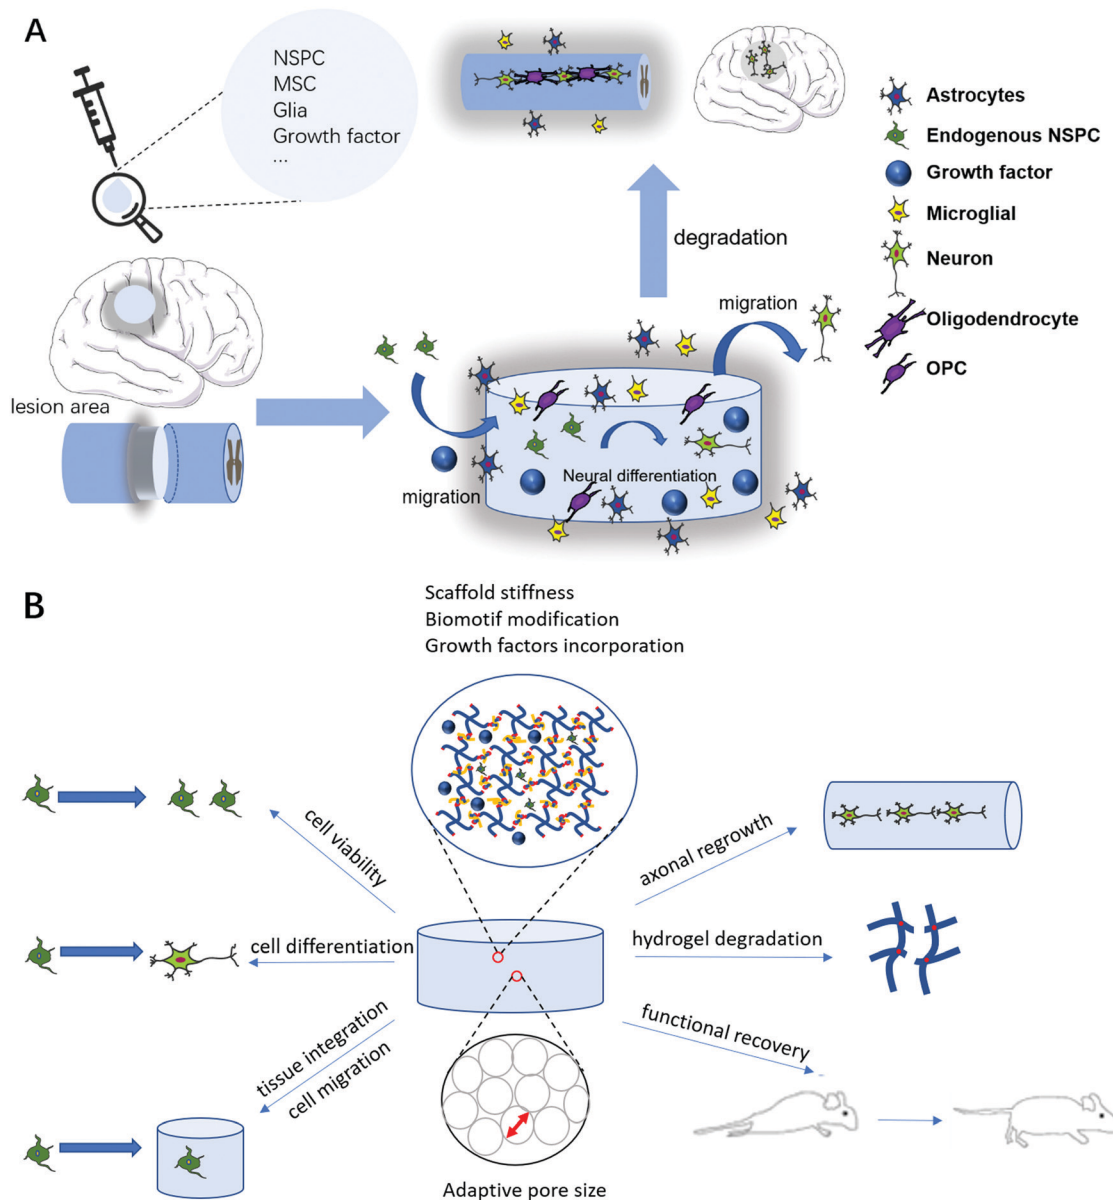 A
NSPC
MSC
Glia
Growth factor
...
lesion area
degradation
migration
migration
Neural differentiation
Astrocytes
Endogenous NSPC
Growth factor
Microglial
Neuron
Oligodendrocyte
OPC
B
Scaffold stiffness
Biomotif modification
Growth factors incorporation
cell viability
cell differentiation
tissue integration
cell migration
axonal regrowth
hydrogel degradation
functional recovery
Adaptive pore size